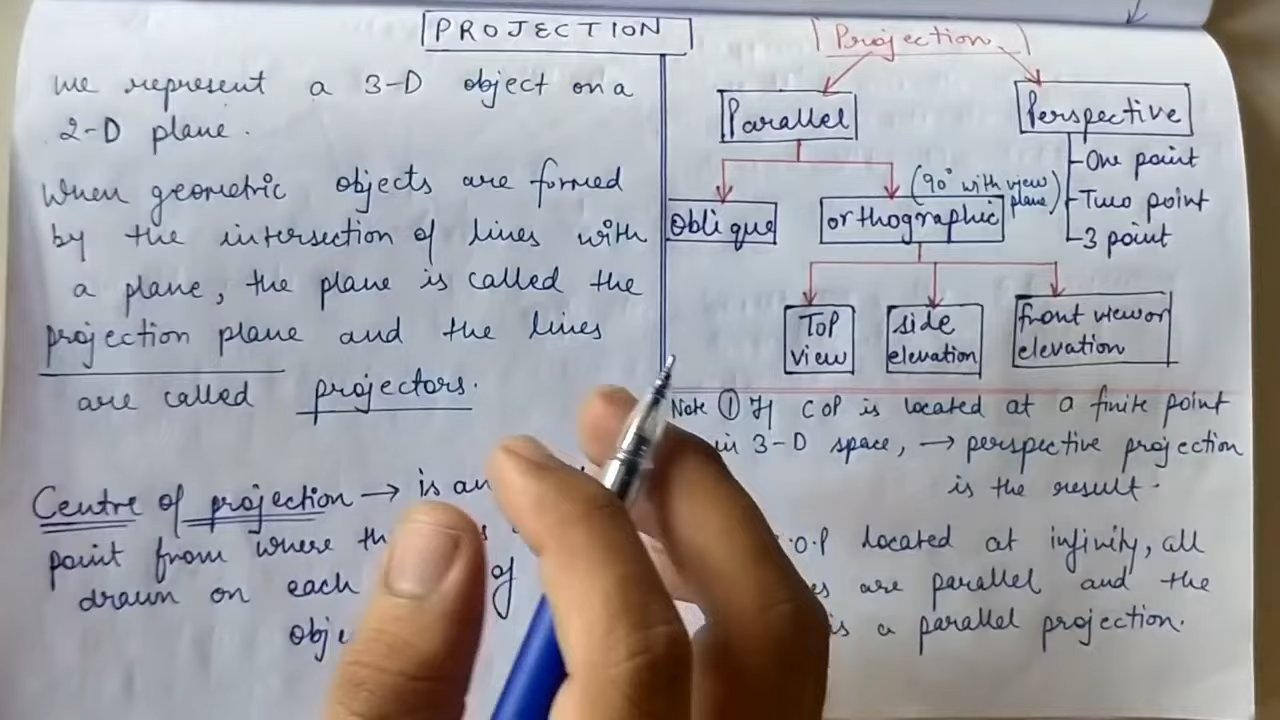 PROJECTION
we represent a 3-D object on a
2-D plane.
When geometric objects are formed
by the intersection of lines with
a plane, the plane is called the
projection plane and the lines
are called projectors.
Centre of projection → is an
point from where th
drawn on each of
obje
Projection
Parallel
Perspective
One point
Two point
3 point
oblique
(90° with view
plane)
orthographic
Top
view
side
elevation
front view or
elevation
Note ① If COP is located at a finite point
in 3-D space, → perspective projection
is the result.
.O.P located at infinity, all
are parallel and the
is a parallel projection.